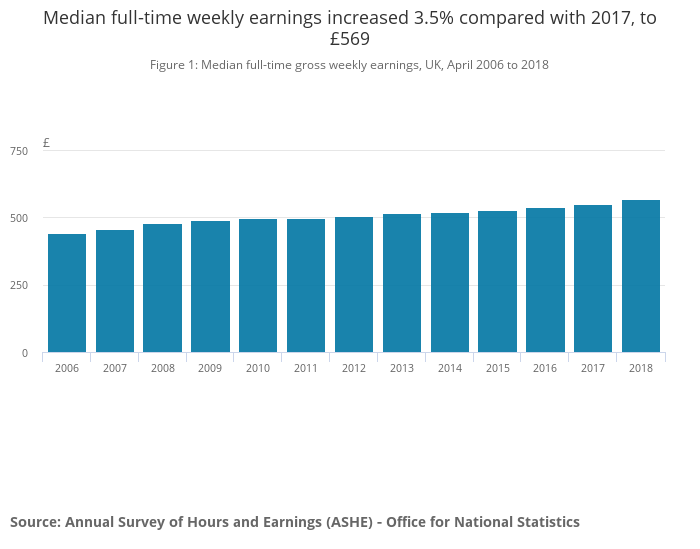 Median full-time weekly earnings increased 3.5% compared with 2017, to
£569
Figure 1: Median full-time gross weekly earnings, UK, April 2006 to 2018
£
750
500
250
0
2006 2007 2008 2009 2010 2011 2012 2013 2014 2015 2016 2017 2018
Source: Annual Survey of Hours and Earnings (ASHE) - Office for National Statistics